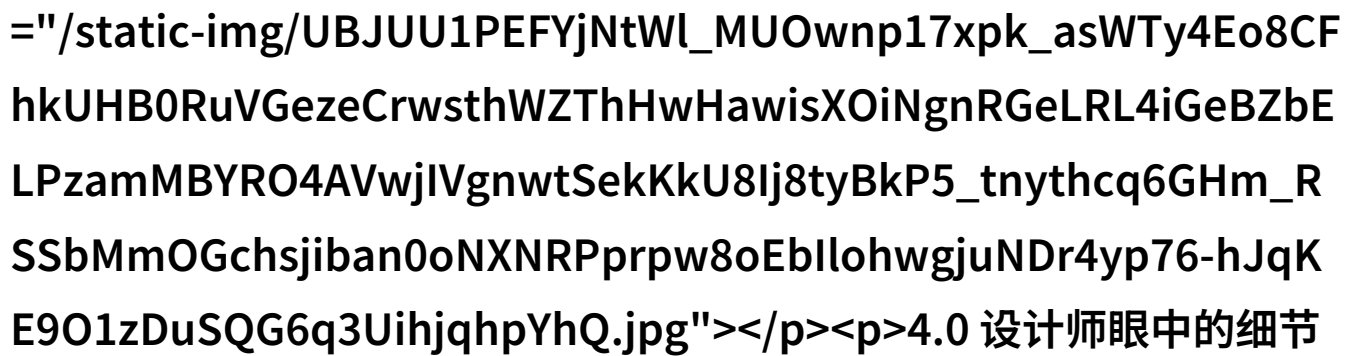 ="/static-img/UBJUU1PEFYjNtWl_MUOwnp17xpk_asWTy4Eo8CF
hkUHB0RuVGezeCrwsthWZThHwHawisXOiNgnRGeLRL4iGeBZbE
LPzamMBYRO4AVwjIVgnwtSekKkU8Ij8tyBkP5_tnythcq6GHm_R
SSbMmOGchsjiban0oNXNRPprpw8oEbIlohwgjuNDr4yp76-hJqK
E9O1zDuSQG6q3UihjqhpYhQ.jpg"></p><p>4.0 设计师眼中的细节